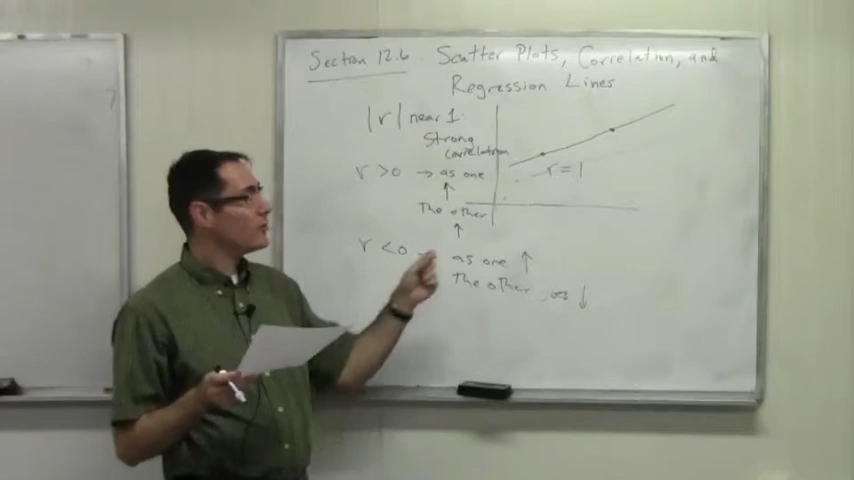 Section 12.6 Scatter Plots, Correlation, and
Regression Lines
|r| near 1
Strong
correlation
r > 0 → as one ↑
the other ↑
r = 1
r < 0 → as one ↑
the other ↓